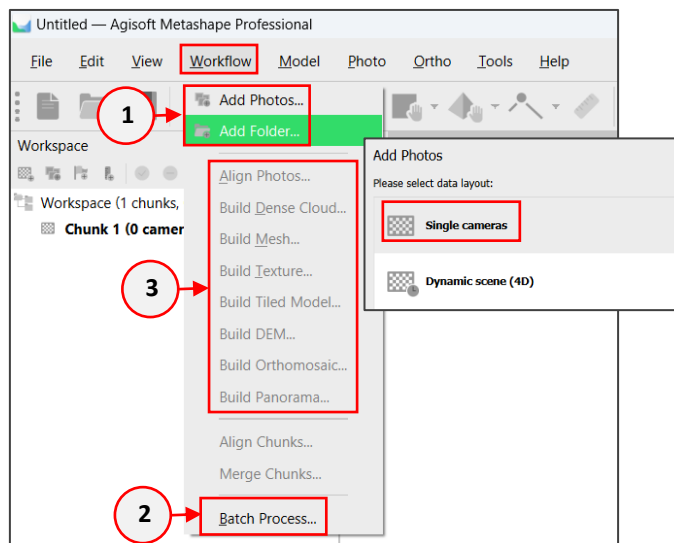 Untitled — Agisoft Metashape Professional
File Edit View Workflow Model Photo Ortho Tools Help
1
Add Photos...
Add Folder...
Workspace
Workspace (1 chunks,
Chunk 1 (0 camer
Align Photos...
Build Dense Cloud...
Build Mesh...
Build Texture...
3
Build Tiled Model...
Build DEM...
Build Orthomosaic...
Build Panorama...
Align Chunks...
Merge Chunks...
2
Batch Process...
Add Photos
Please select data layout:
Single cameras
Dynamic scene (4D)